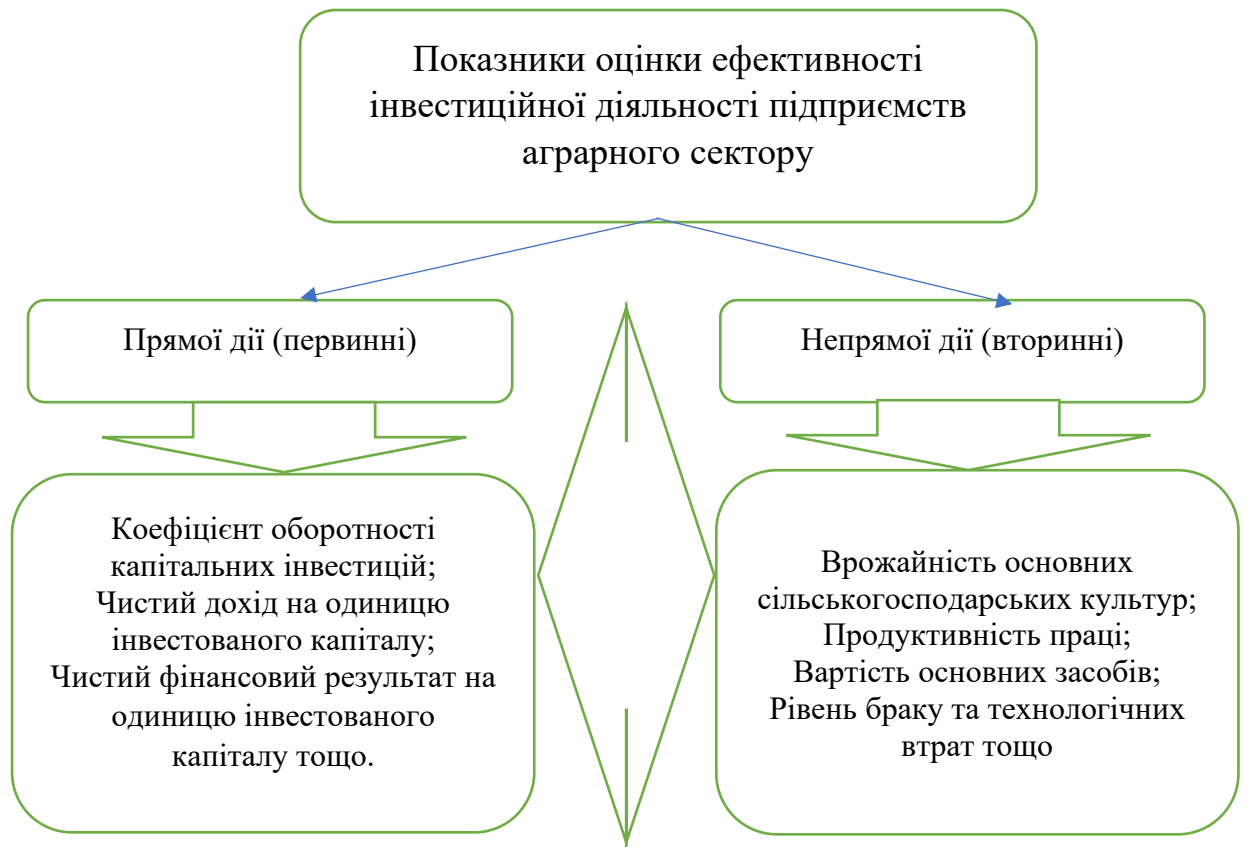 Показники оцінки ефективності
інвестиційної діяльності підприємств
аграрного сектору
Прямої дії (первинні)
Непрямої дії (вторинні)
Коефіцієнт оборотності
капітальних інвестицій;
Чистий дохід на одиницю
інвестованого капіталу;
Чистий фінансовий результат на
одиницю інвестованого
капіталу тощо.
Врожайність основних
сільськогосподарських культур;
Продуктивність праці;
Вартість основних засобів;
Рівень браку та технологічних
втрат тощо